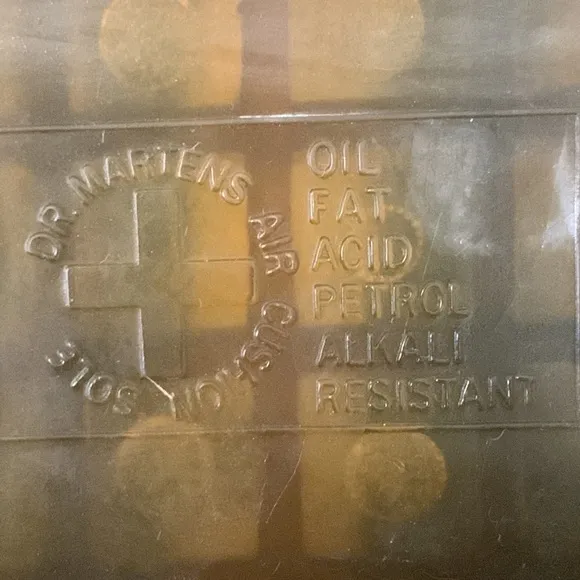 DR. MARTENS AIR CUSHION SOLE
OIL
FAT
ACID
PETROL
ALKALI
RESISTANT